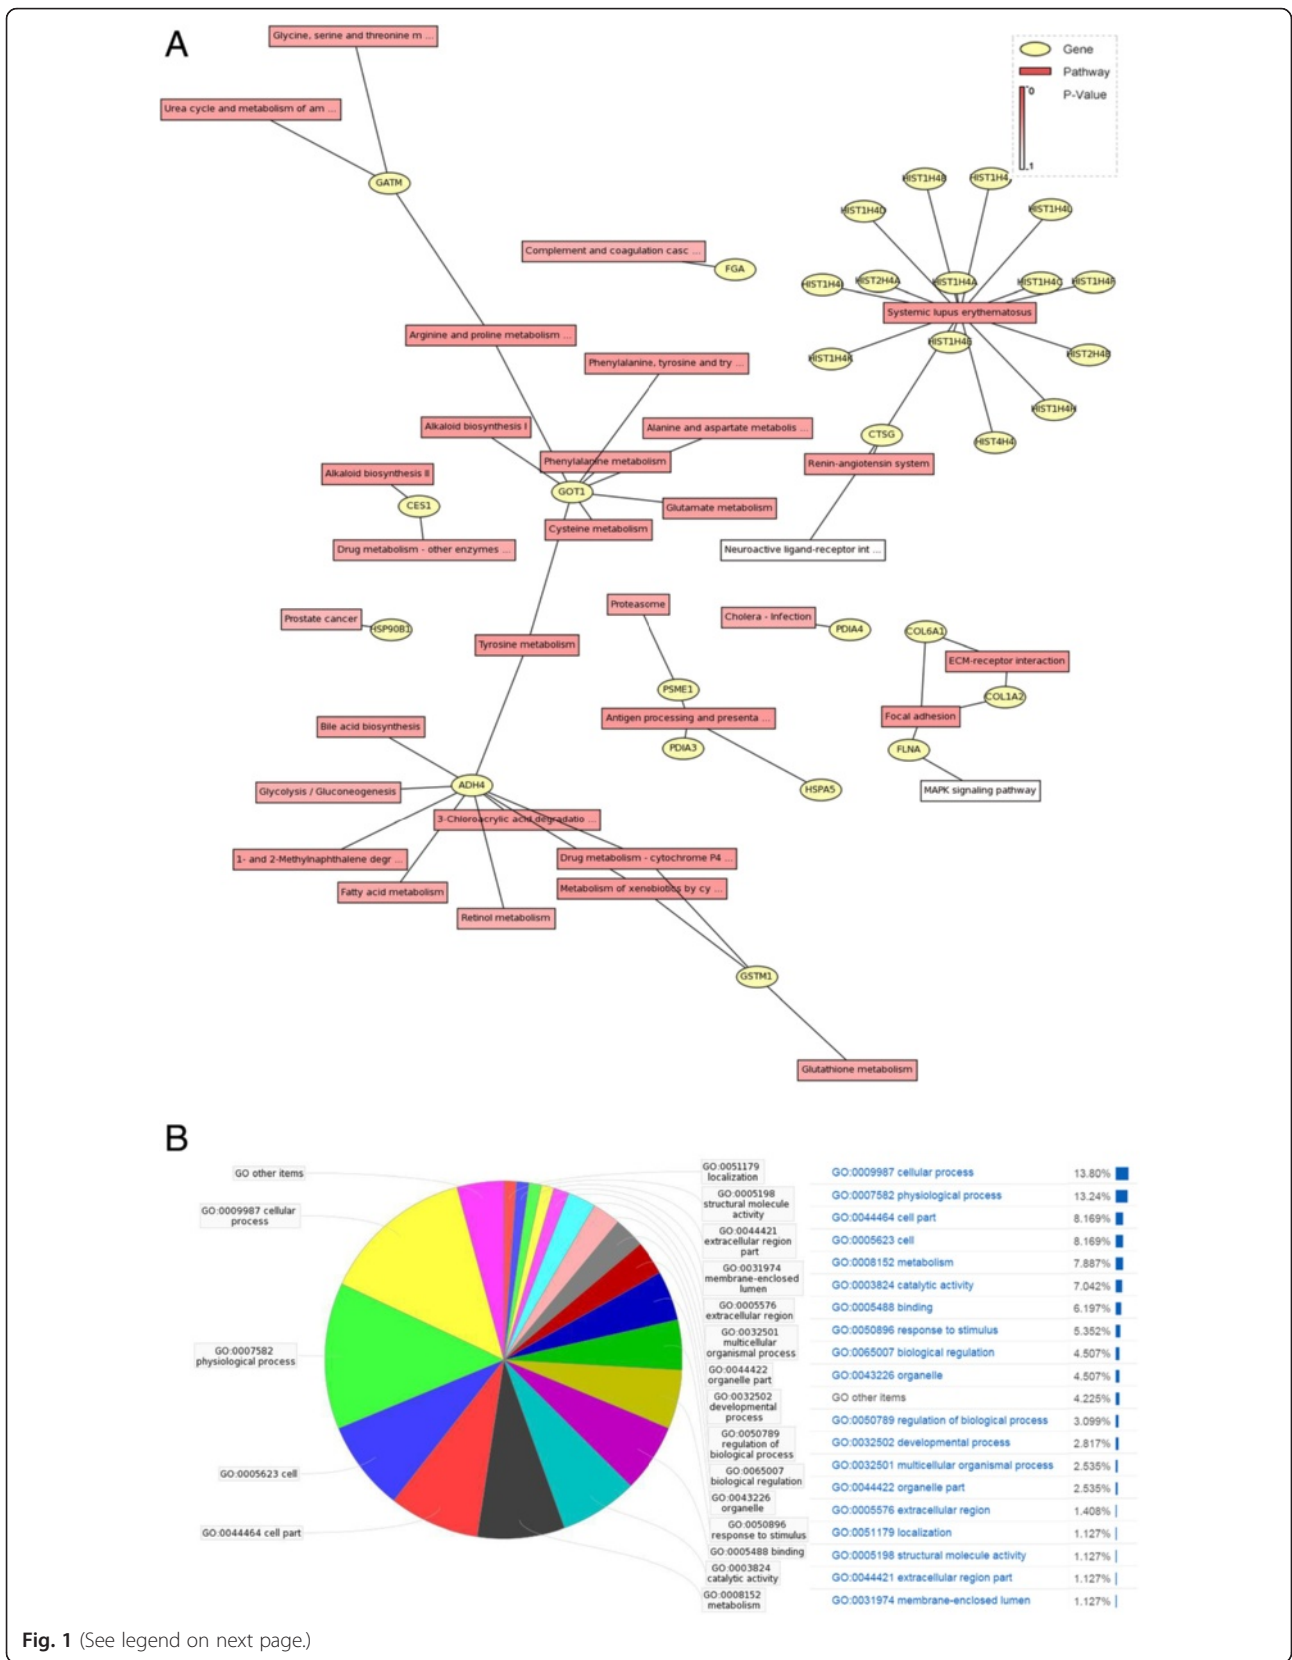 A
Glycine, serine and threonine m ...
Urea cycle and metabolism of am ...
GATM
Gene
Pathway
P-Value
0
1
HIST1H4B
HIST1H4
HIST1H4D
HIST1H4L
Complement and coagulation casc ...
FGA
HIST1H4I
HIST2H4A
HIST1H4A
HIST1H4C
HIST1H4F
Systemic lupus erythematosus
HIST1H4E
HIST1H4K
HIST2H4B
HIST1H4H
HIST4H4
Arginine and proline metabolism ...
Phenylalanine, tyrosine and try ...
Alkaloid biosynthesis I
Alanine and aspartate metabolis ...
CTSG
Phenylalanine metabolism
Renin-angiotensin system
Alkaloid biosynthesis II
GOT1
CES1
Glutamate metabolism
Cysteine metabolism
Drug metabolism - other enzymes ...
Neuroactive ligand-receptor int ...
Proteasome
Prostate cancer
HSP90B1
Cholera - Infection
PDIA4
COL6A1
Tyrosine metabolism
ECM-receptor interaction
PSME1
COL1A2
Antigen processing and presenta ...
Focal adhesion
Bile acid biosynthesis
PDIA3
FLNA
ADH4
Glycolysis / Gluconeogenesis
HSPA5
MAPK signaling pathway
3-Chloroacrylic acid degradatio ...
1- and 2-Methylnaphthalene degr ...
Drug metabolism - cytochrome P4 ...
Fatty acid metabolism
Metabolism of xenobiotics by cy ...
Retinol metabolism
GSTM1
Glutathione metabolism
B
GO other items
GO:0009987 cellular
process
GO:0007582
physiological process
GO:0005623 cell
GO:0044464 cell part
GO:0051179
localization
GO:0005198
structural molecule
activity
GO:0044421
extracellular region
part
GO:0031974
membrane-enclosed
lumen
GO:0005576
extracellular region
GO:0032501
multicellular
organismal process
GO:0044422
organelle part
GO:0032502
developmental
process
GO:0050789
regulation of
biological process
GO:0065007
biological regulation
GO:0043226
organelle
GO:0050896
response to stimulus
GO:0005488 binding
GO:0003824
catalytic activity
GO:0008152
metabolism
GO:0009987 cellular process 13.80%
GO:0007582 physiological process 13.24%
GO:0044464 cell part 8.169%
GO:0005623 cell 8.169%
GO:0008152 metabolism 7.887%
GO:0003824 catalytic activity 7.042%
GO:0005488 binding 6.197%
GO:0050896 response to stimulus 5.352%
GO:0065007 biological regulation 4.507%
GO:0043226 organelle 4.507%
GO other items 4.225%
GO:0050789 regulation of biological process 3.099%
GO:0032502 developmental process 2.817%
GO:0032501 multicellular organismal process 2.535%
GO:0044422 organelle part 2.535%
GO:0005576 extracellular region 1.408%
GO:0051179 localization 1.127%
GO:0005198 structural molecule activity 1.127%
GO:0044421 extracellular region part 1.127%
GO:0031974 membrane-enclosed lumen 1.127%
Fig. 1 (See legend on next page.)